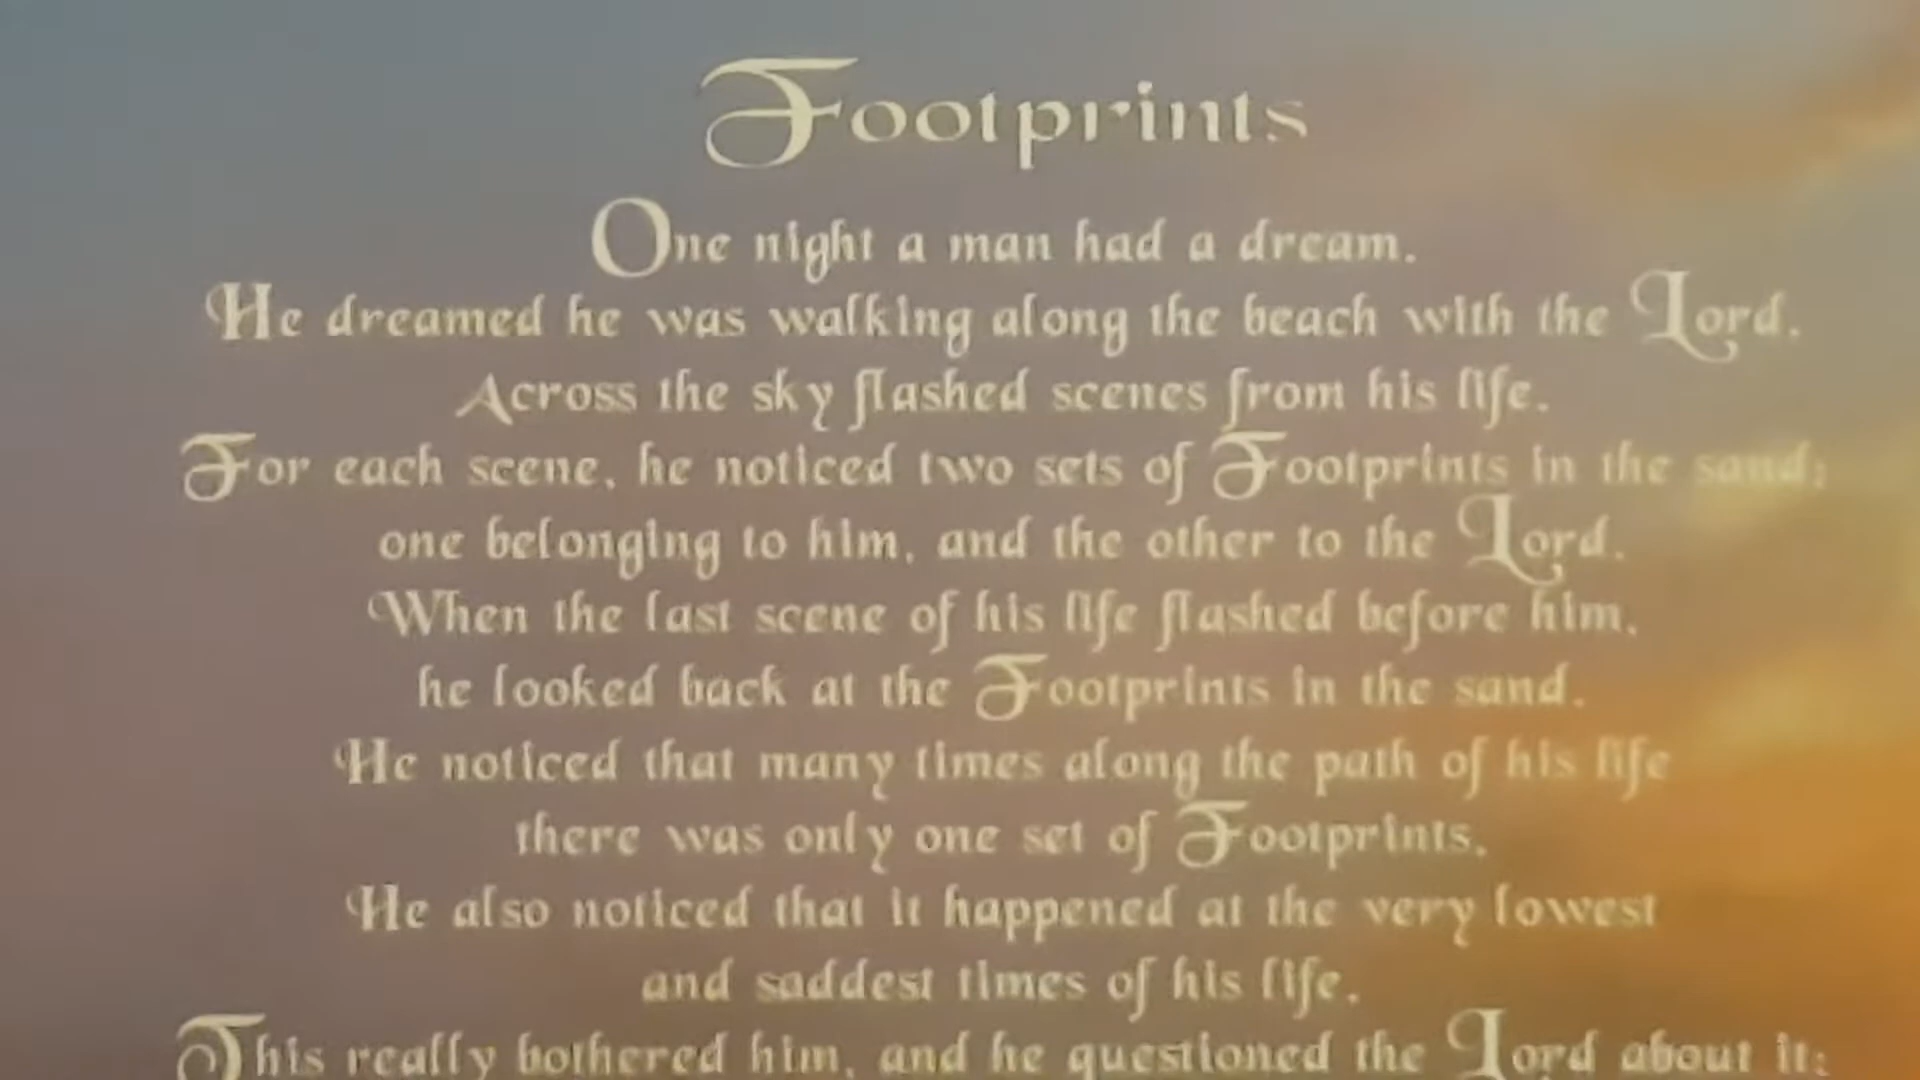 Footprints
One night a man had a dream.
He dreamed he was walking along the beach with the Lord.
Across the sky flashed scenes from his life.
For each scene, he noticed two sets of Footprints in the sand;
one belonging to him, and the other to the Lord.
When the last scene of his life flashed before him,
he looked back at the Footprints in the sand.
He noticed that many times along the path of his life
there was only one set of Footprints.
He also noticed that it happened at the very lowest
and saddest times of his life.
This really bothered him, and he questioned the Lord about it: